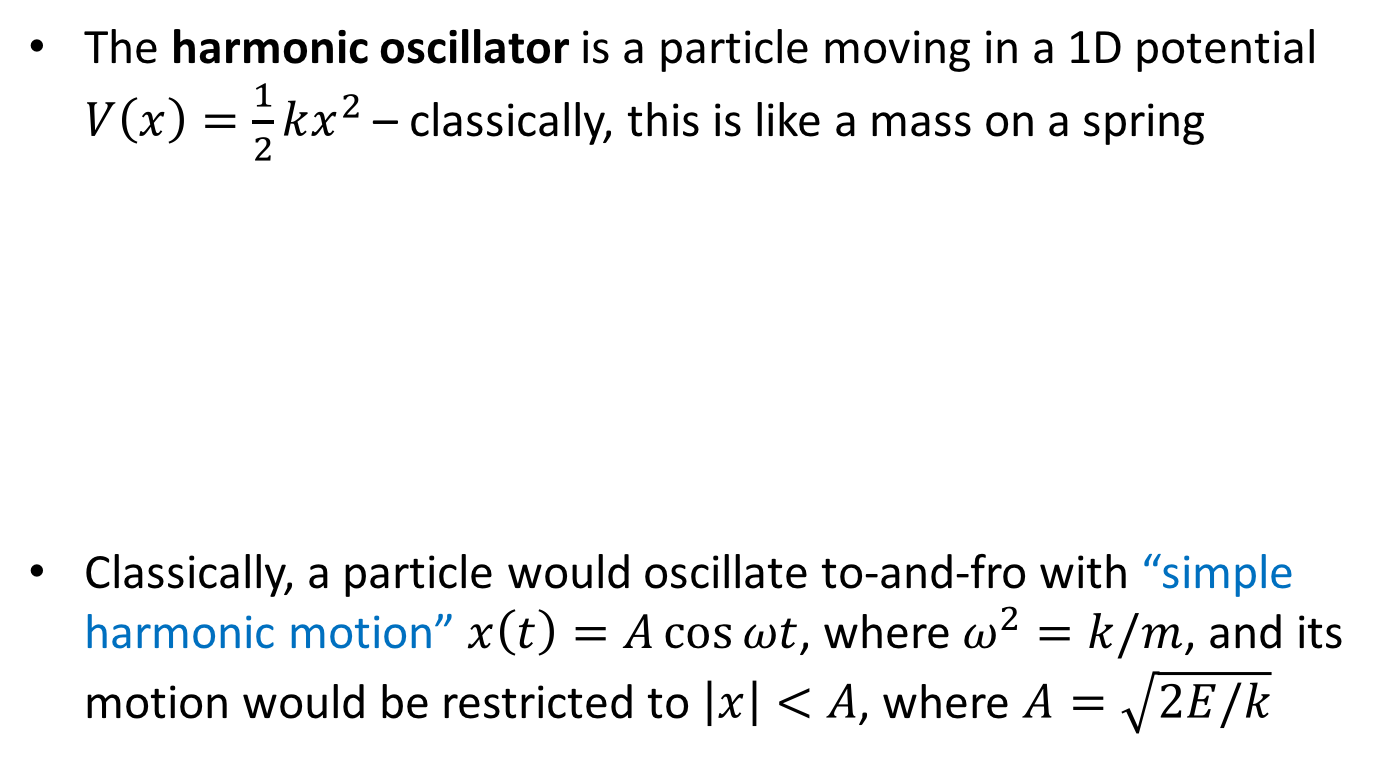 • The harmonic oscillator is a particle moving in a 1D potential
V(x) = 1/2 kx² – classically, this is like a mass on a spring
• Classically, a particle would oscillate to-and-fro with “simple
harmonic motion” x(t) = A cos ωt, where ω² = k/m, and its
motion would be restricted to |x| < A, where A = √2E/k